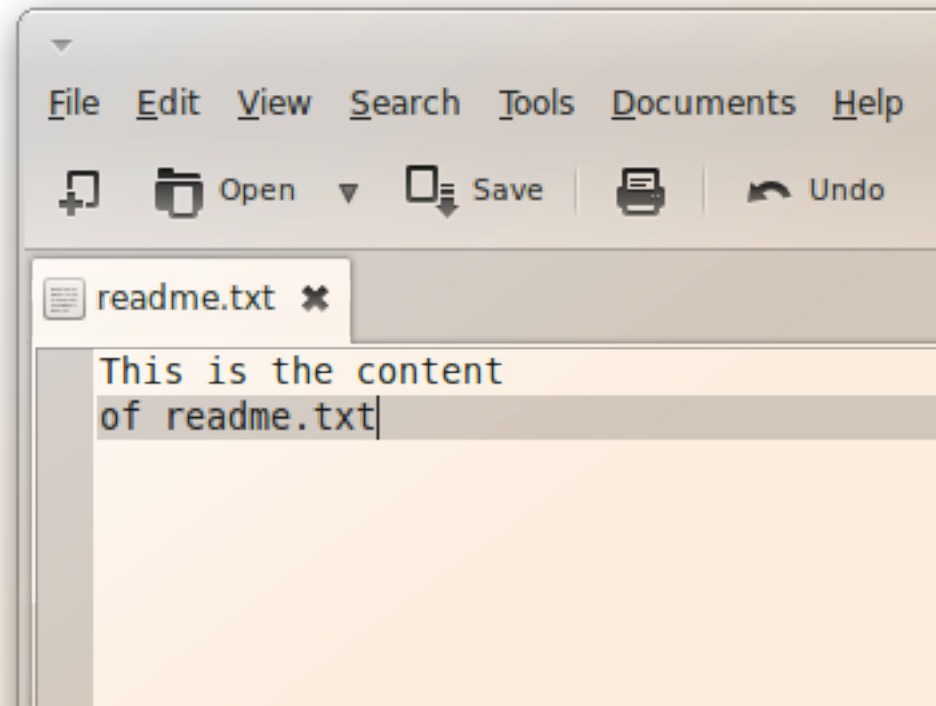 File Edit View Search Tools Documents Help
Open Save Undo
readme.txt
This is the content
of readme.txt